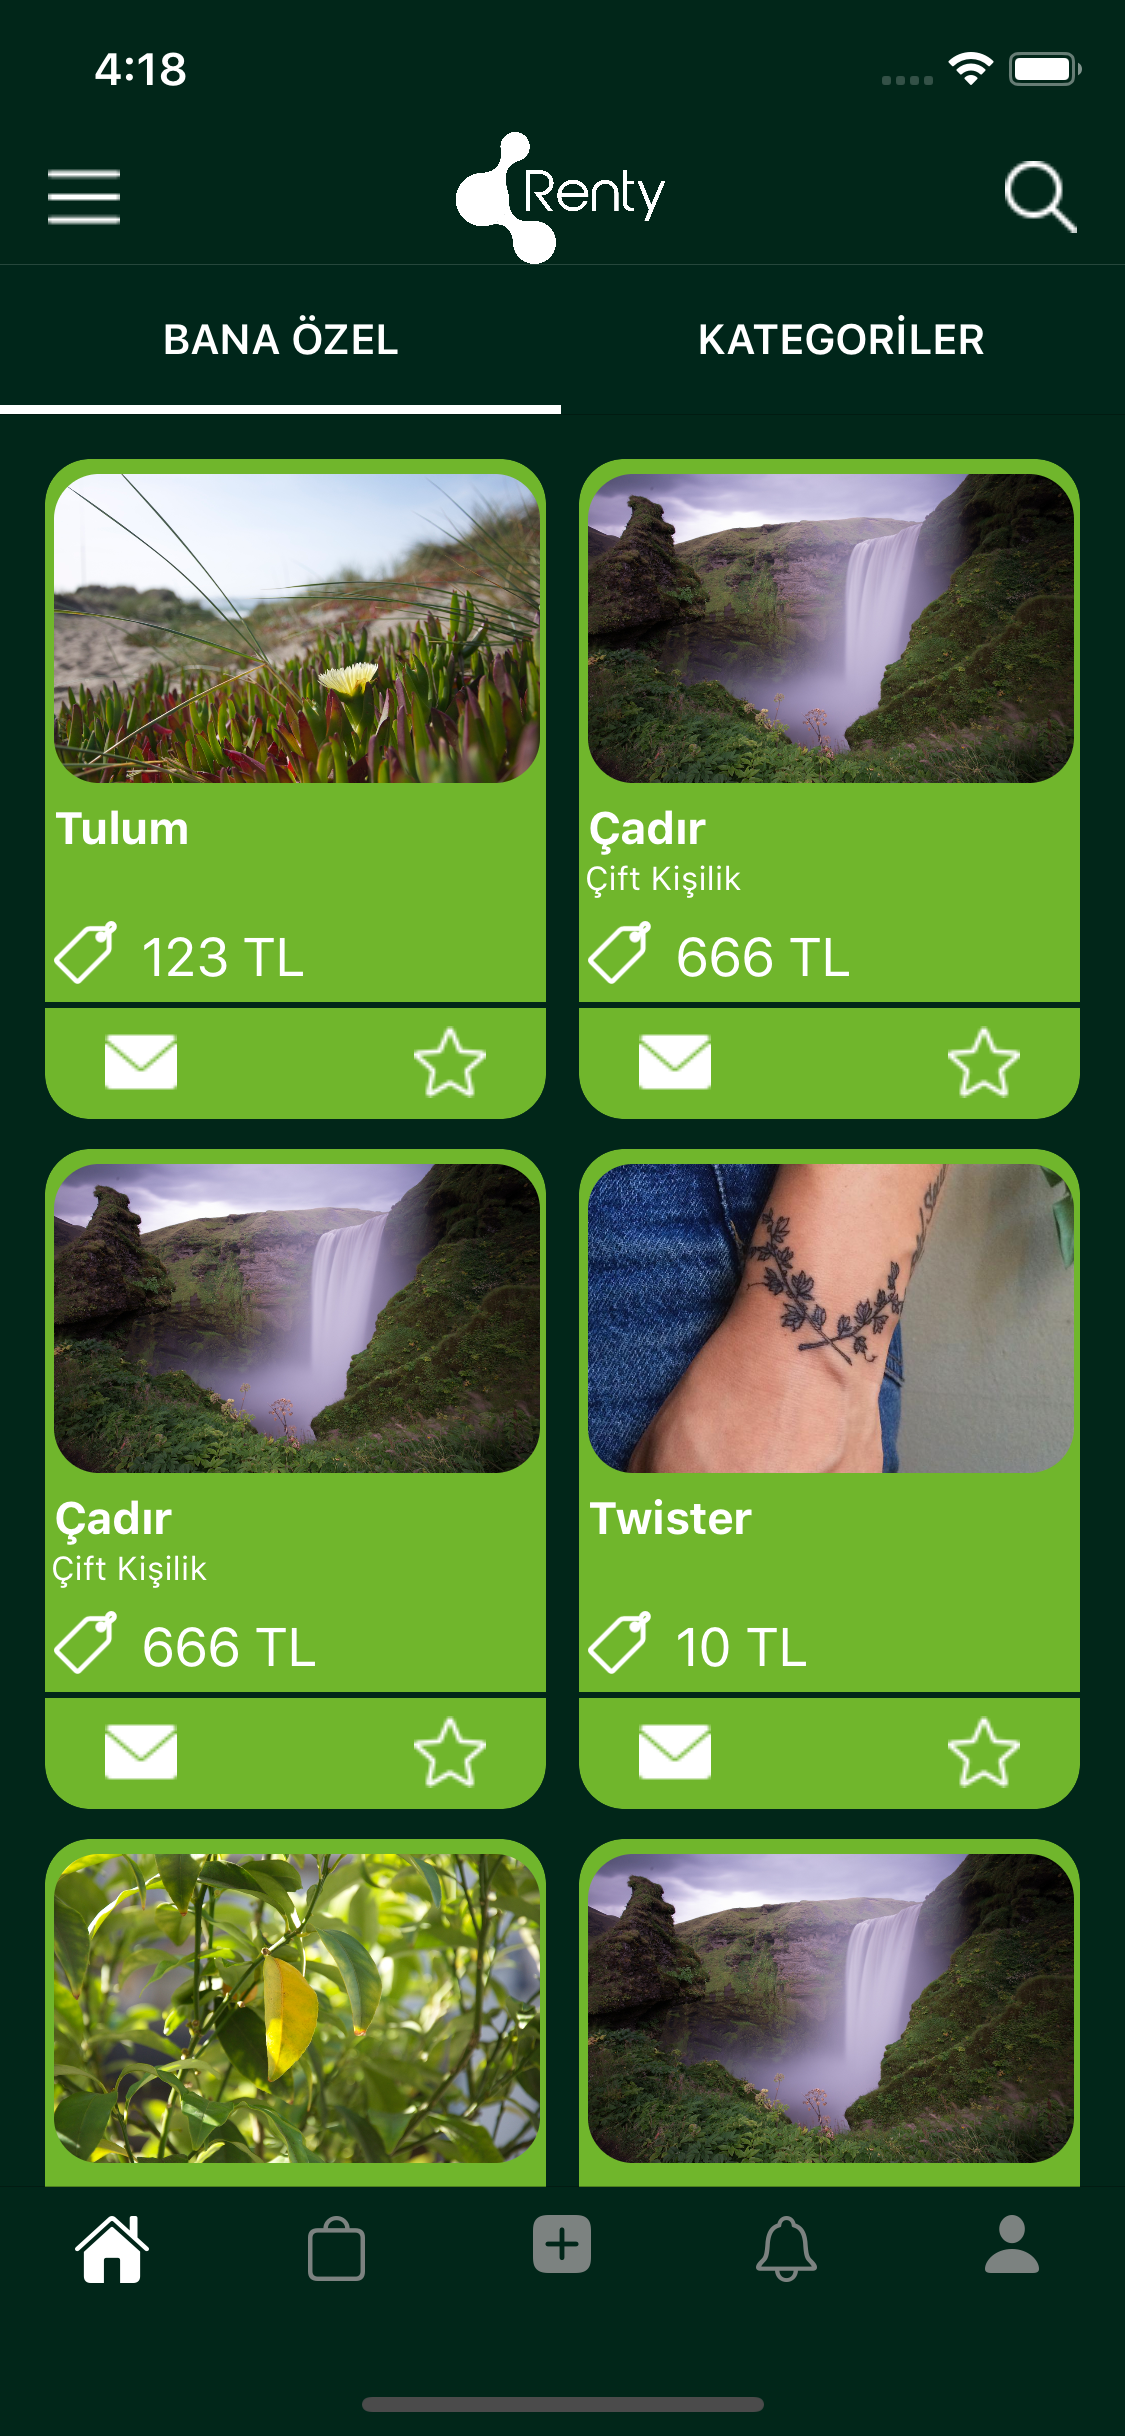 4:18
Renty
BANA ÖZEL
KATEGORİLER
Tulum
123 TL
Çadır
Çift Kişilik
666 TL
Çadır
Çift Kişilik
666 TL
Twister
10 TL